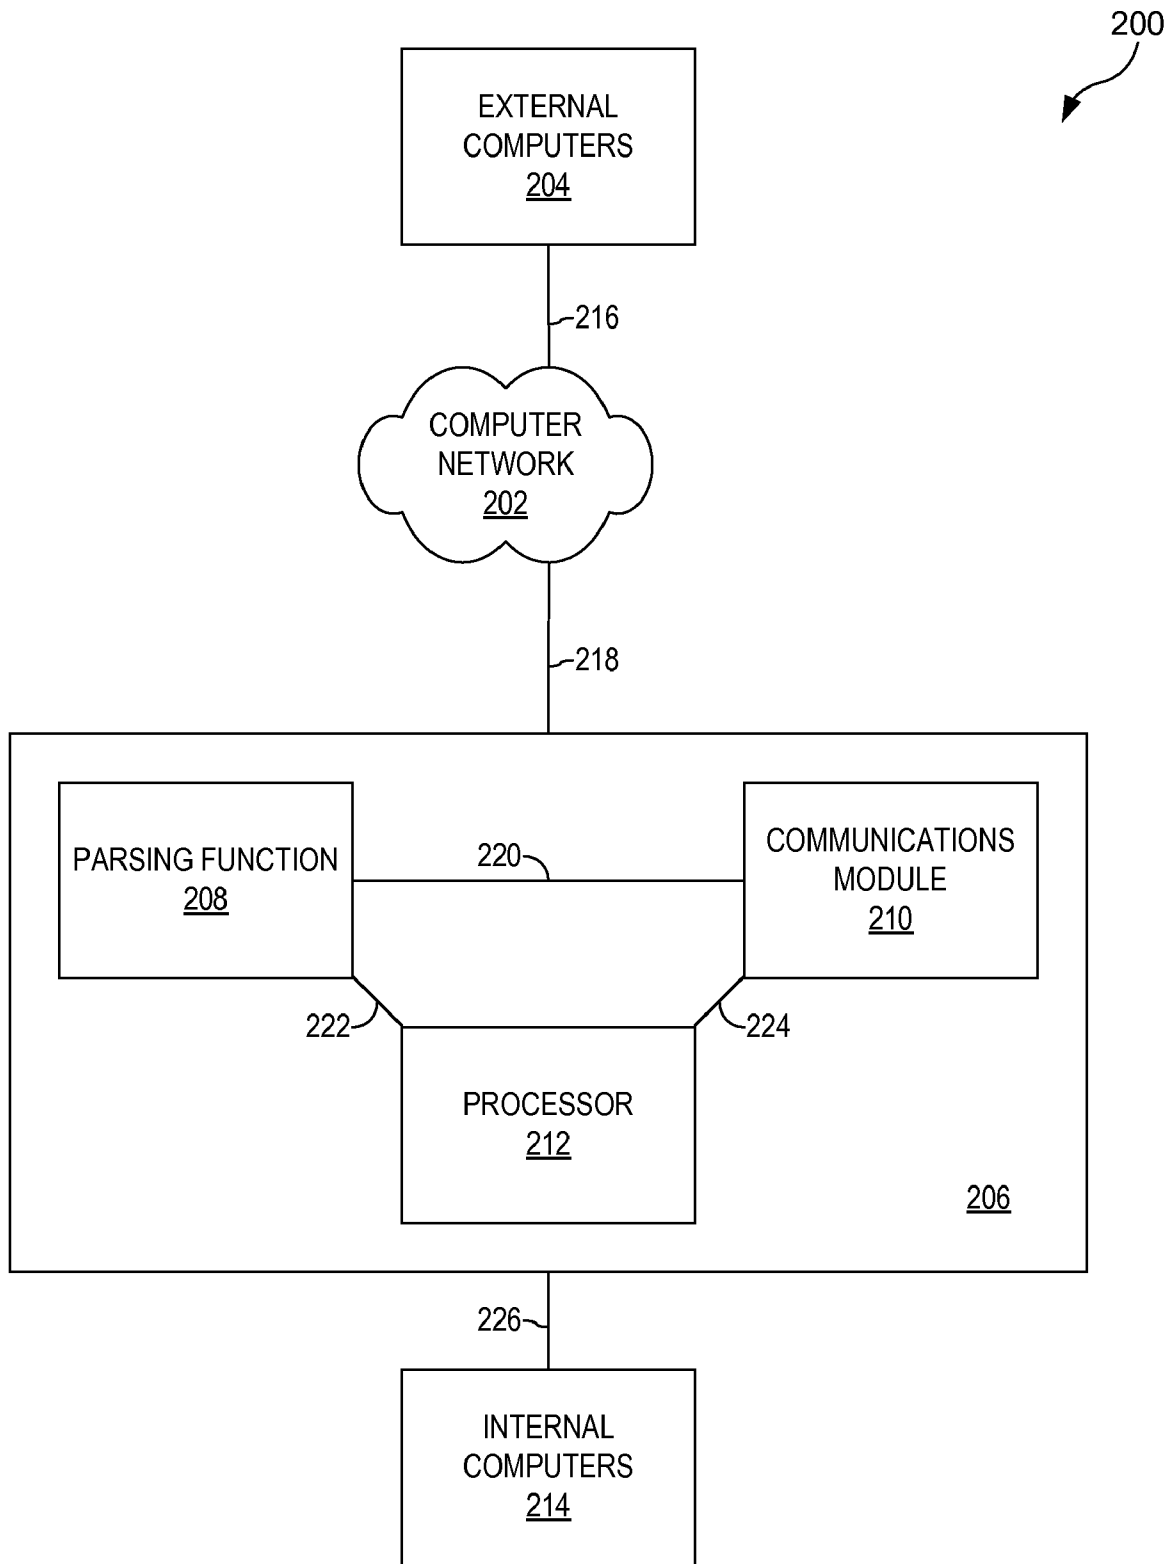 200
EXTERNAL
COMPUTERS
204
216
COMPUTER
NETWORK
202
218
PARSING FUNCTION
208
220
COMMUNICATIONS
MODULE
210
222
224
PROCESSOR
212
206
226
INTERNAL
COMPUTERS
214